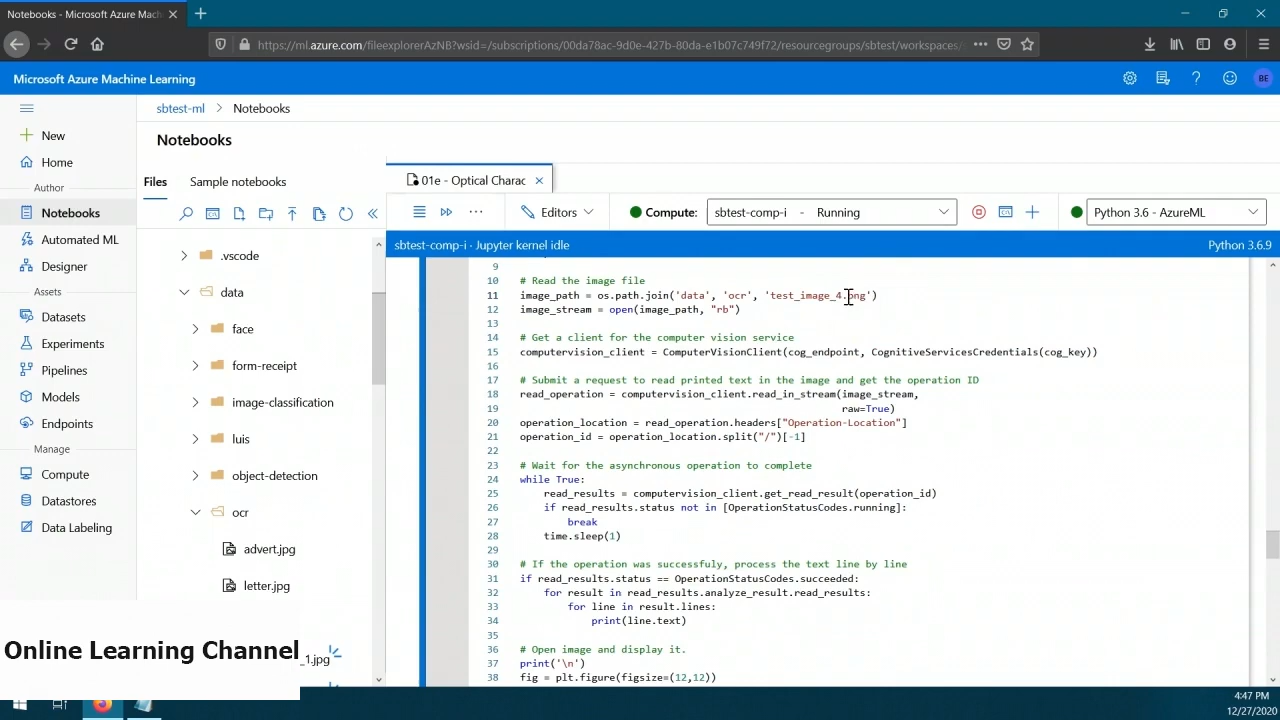 Notebooks - Microsoft Azure Mach
https://ml.azure.com/fileexplorerAzNB?wsid=/subscriptions/00da78ac-9d0e-427b-80da-e1b07c749f72/resourcegroups/sbtest/workspaces/
Microsoft Azure Machine Learning
BE
sbtest-ml > Notebooks
New
Home
Author
Notebooks
Automated ML
Designer
Assets
Datasets
Experiments
Pipelines
Models
Endpoints
Manage
Compute
Datastores
Data Labeling
Notebooks
Files Sample notebooks
.vscode
data
face
form-receipt
image-classification
luis
object-detection
ocr
advert.jpg
letter.jpg
_1.jpg
01e - Optical Charac
Editors Compute: sbtest-comp-i - Running Python 3.6 - AzureML
sbtest-comp-i · Jupyter kernel idle Python 3.6.9
9
10 # Read the image file
11 image_path = os.path.join('data', 'ocr', 'test_image_4.png')
12 image_stream = open(image_path, "rb")
13
14 # Get a client for the computer vision service
15 computervision_client = ComputerVisionClient(cog_endpoint, CognitiveServicesCredentials(cog_key))
16
17 # Submit a request to read printed text in the image and get the operation ID
18 read_operation = computervision_client.read_in_stream(image_stream,
19 raw=True)
20 operation_location = read_operation.headers["Operation-Location"]
21 operation_id = operation_location.split("/")[-1]
22
23 # Wait for the asynchronous operation to complete
24 while True:
25 read_results = computervision_client.get_read_result(operation_id)
26 if read_results.status not in [OperationStatusCodes.running]:
27 break
28 time.sleep(1)
29
30 # If the operation was successfuly, process the text line by line
31 if read_results.status == OperationStatusCodes.succeeded:
32 for result in read_results.analyze_result.read_results:
33 for line in result.lines:
34 print(line.text)
35
36 # Open image and display it.
37 print('\n')
38 fig = plt.figure(figsize=(12,12))
Online Learning Channel
4:47 PM
12/27/2020